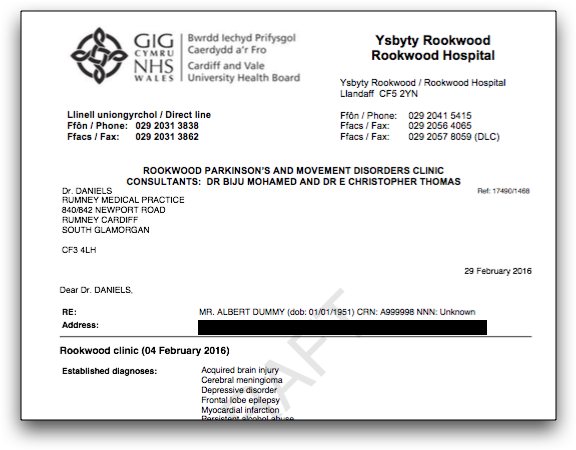 GIG
CYMRU
NHS
WALES
Bwrdd Iechyd Prifysgol
Caerdydd a'r Fro
Cardiff and Vale
University Health Board
Ysbyty Rookwood
Rookwood Hospital
Ysbyty Rookwood / Rookwood Hospital
Llandaff CF5 2YN
Llinell uniongyrchol / Direct line
Ffôn / Phone: 029 2031 3838
Ffacs / Fax: 029 2031 3862
Ffôn / Phone: 029 2041 5415
Ffacs / Fax: 029 2056 4065
Ffacs / Fax: 029 2057 8059 (DLC)
ROOKWOOD PARKINSON'S AND MOVEMENT DISORDERS CLINIC
CONSULTANTS: DR BIJU MOHAMED AND DR E CHRISTOPHER THOMAS
Dr. DANIELS
RUMNEY MEDICAL PRACTICE
840/842 NEWPORT ROAD
RUMNEY CARDIFF
SOUTH GLAMORGAN
CF3 4LH
Ref: 17490/1468
29 February 2016
Dear Dr. DANIELS,
RE: MR. ALBERT DUMMY (dob: 01/01/1951) CRN: A999998 NNN: Unknown
Address:
Rookwood clinic (04 February 2016)
Established diagnoses: Acquired brain injury
Cerebral meningioma
Depressive disorder
Frontal lobe epilepsy
Myocardial infarction
Persistent alcohol abuse